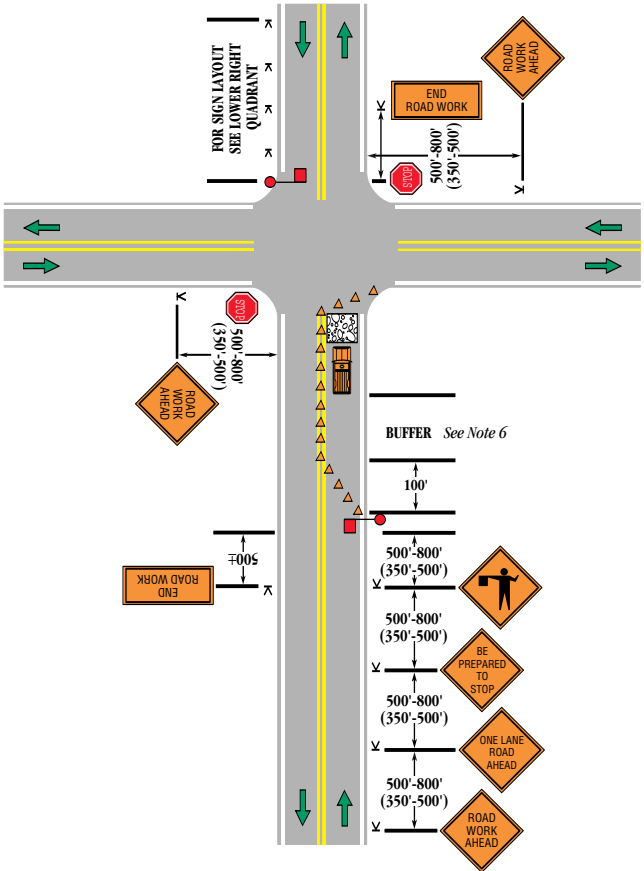 FOR SIGN LAYOUT
SEE LOWER RIGHT
QUADRANT
ROAD
WORK
AHEAD
END
ROAD WORK
500'-800'
(350'-500')
STOP
STOP
500'-800'
(350'-500')
ROAD
WORK
AHEAD
BUFFER See Note 6
100'
500±
END
ROAD WORK
500'-800'
(350'-500')
500'-800'
(350'-500')
BE
PREPARED
TO
STOP
500'-800'
(350'-500')
ONE LANE
ROAD
AHEAD
500'-800'
(350'-500')
ROAD
WORK
AHEAD